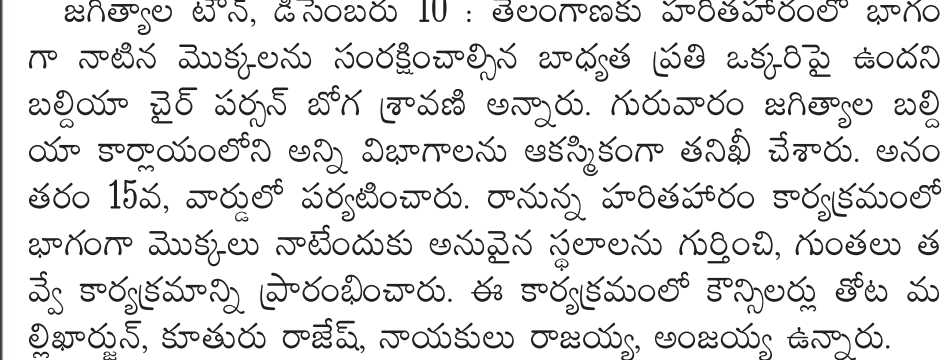 జగిత్యాల టౌన్, డిసెంబరు 10 : తెలంగాణకు హరితహారంలో భాగం
గా నాటిన మొక్కలను సంరక్షించాల్సిన బాధ్యత ప్రతి ఒక్కరిపై ఉందని
బల్దియా చైర్ పర్సన్ బోగ శ్రావణి అన్నారు. గురువారం జగిత్యాల బల్ది
యా కార్యాలయంలోని అన్ని విభాగాలను ఆకస్మికంగా తనిఖీ చేశారు. అనం
తరం 15వ, వార్డులో పర్యటించారు. రానున్న హరితహారం కార్యక్రమంలో
భాగంగా మొక్కలు నాటేందుకు అనువైన స్థలాలను గుర్తించి, గుంతలు త
వ్వే కార్యక్రమాన్ని ప్రారంభించారు. ఈ కార్యక్రమంలో కౌన్సిలర్లు తోట మ
ల్లిఖార్జున్, కూతురు రాజేష్, నాయకులు రాజయ్య, అంజయ్య ఉన్నారు.